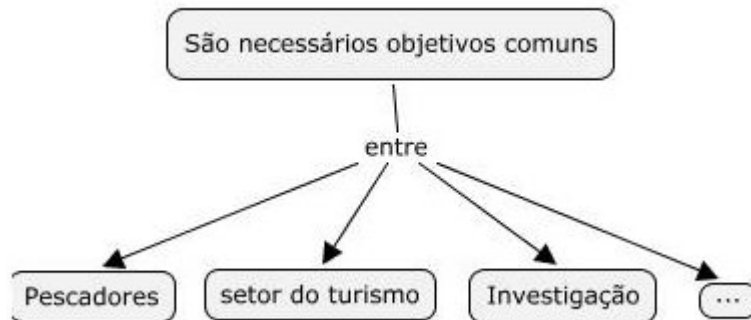 São necessários objetivos comuns
entre
Pescadores
setor do turismo
Investigação
...